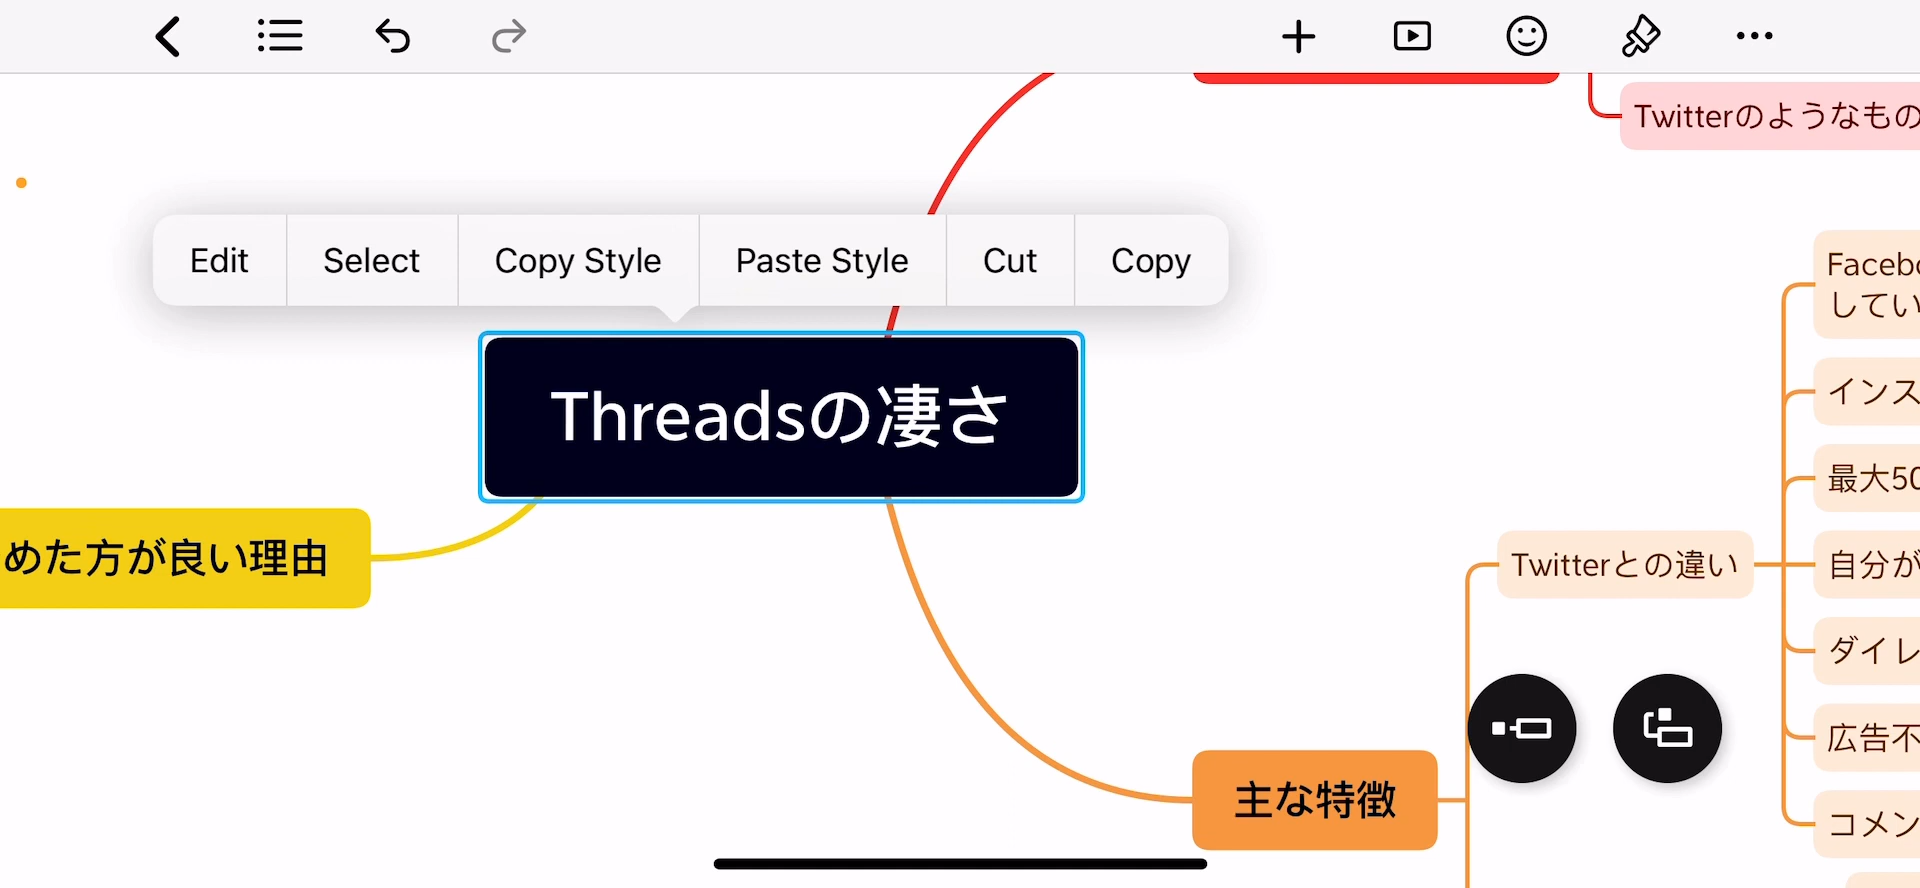 Twitterのようなもの
Edit
Select
Copy Style
Paste Style
Cut
Copy
Threadsの凄さ
めた方が良い理由
主な特徴
Twitterとの違い
Facebo
してい
インス
最大50
自分が
ダイレ
広告不
コメン